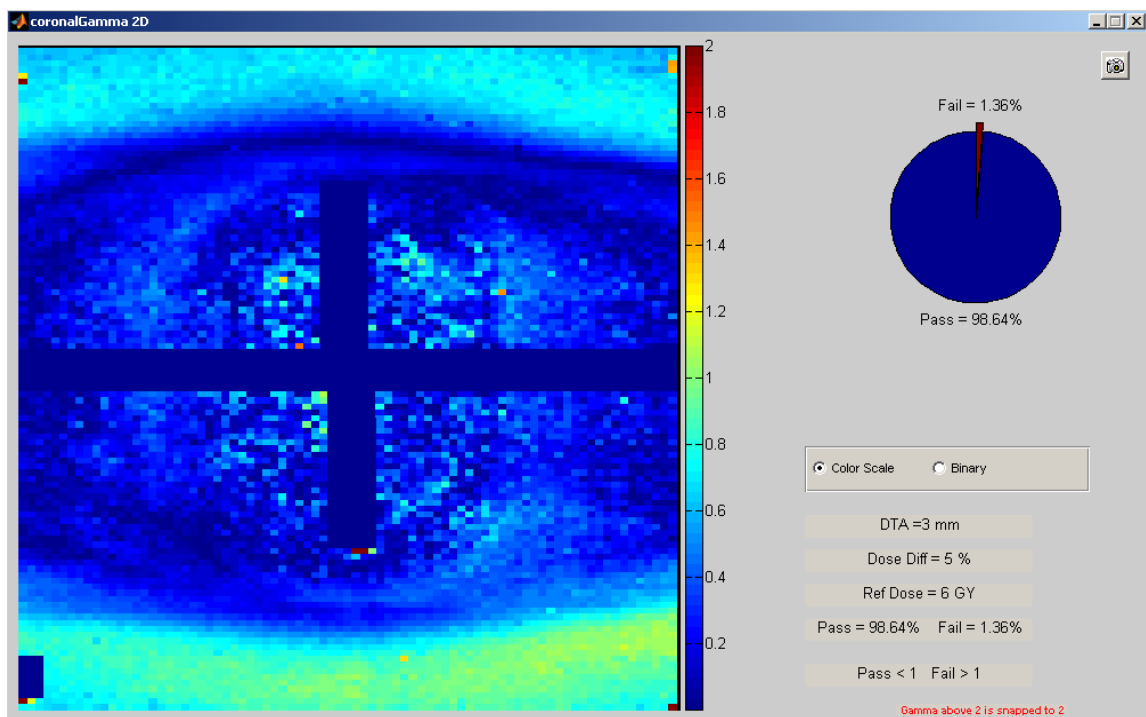 coronalGamma 2D
2
1.8
1.6
1.4
1.2
1
0.8
0.6
0.4
0.2
Fail = 1.36%
Pass = 98.64%
Color Scale Binary
DTA =3 mm
Dose Diff = 5 %
Ref Dose = 6 GY
Pass = 98.64% Fail = 1.36%
Pass < 1 Fail > 1
Gamma above 2 is snapped to 2